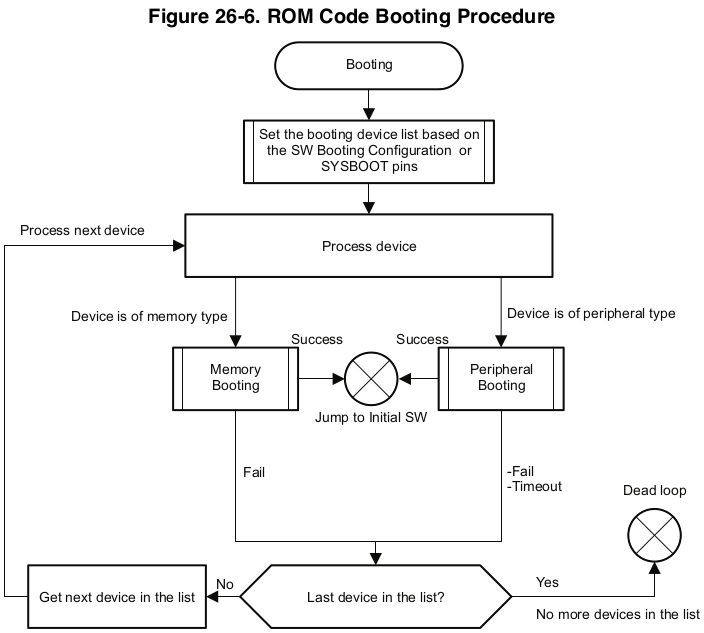 Figure 26-6. ROM Code Booting Procedure
Booting
Set the booting device list based on
the SW Booting Configuration or
SYSBOOT pins
Process next device
Process device
Device is of memory type
Device is of peripheral type
Success
Success
Memory
Booting
Peripheral
Booting
Jump to Initial SW
Fail
-Fail
-Timeout
Dead loop
Get next device in the list
No
Last device in the list?
Yes
No more devices in the list